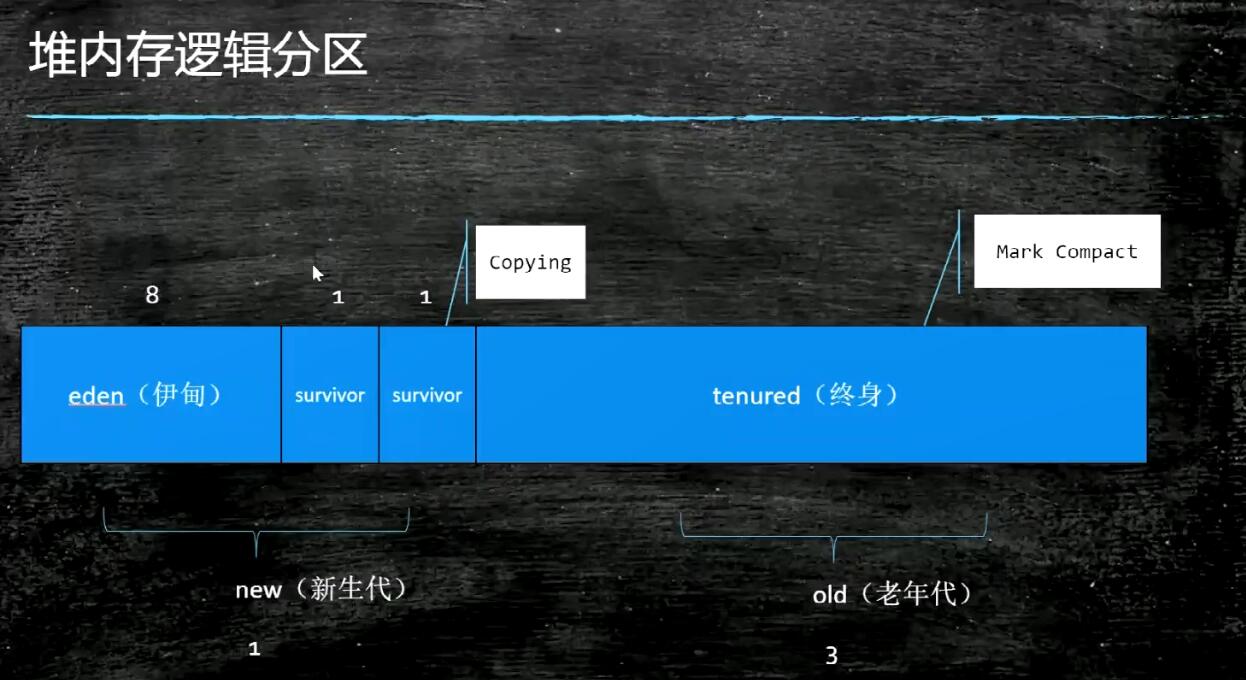 堆内存逻辑分区
Copying
Mark Compact
8
1
1
eden（伊甸）
survivor
survivor
tenured（终身）
new（新生代）
old（老年代）
1
3